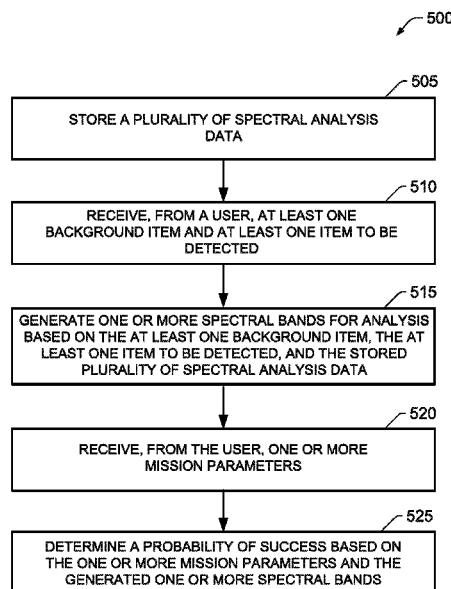 500
505
STORE A PLURALITY OF SPECTRAL ANALYSIS
DATA
510
RECEIVE, FROM A USER, AT LEAST ONE
BACKGROUND ITEM AND AT LEAST ONE ITEM TO BE
DETECTED
515
GENERATE ONE OR MORE SPECTRAL BANDS FOR ANALYSIS
BASED ON THE AT LEAST ONE BACKGROUND ITEM, THE AT
LEAST ONE ITEM TO BE DETECTED, AND THE STORED
PLURALITY OF SPECTRAL ANALYSIS DATA
520
RECEIVE, FROM THE USER, ONE OR MORE
MISSION PARAMETERS
525
DETERMINE A PROBABILITY OF SUCCESS BASED ON
THE ONE OR MORE MISSION PARAMETERS AND THE
GENERATED ONE OR MORE SPECTRAL BANDS